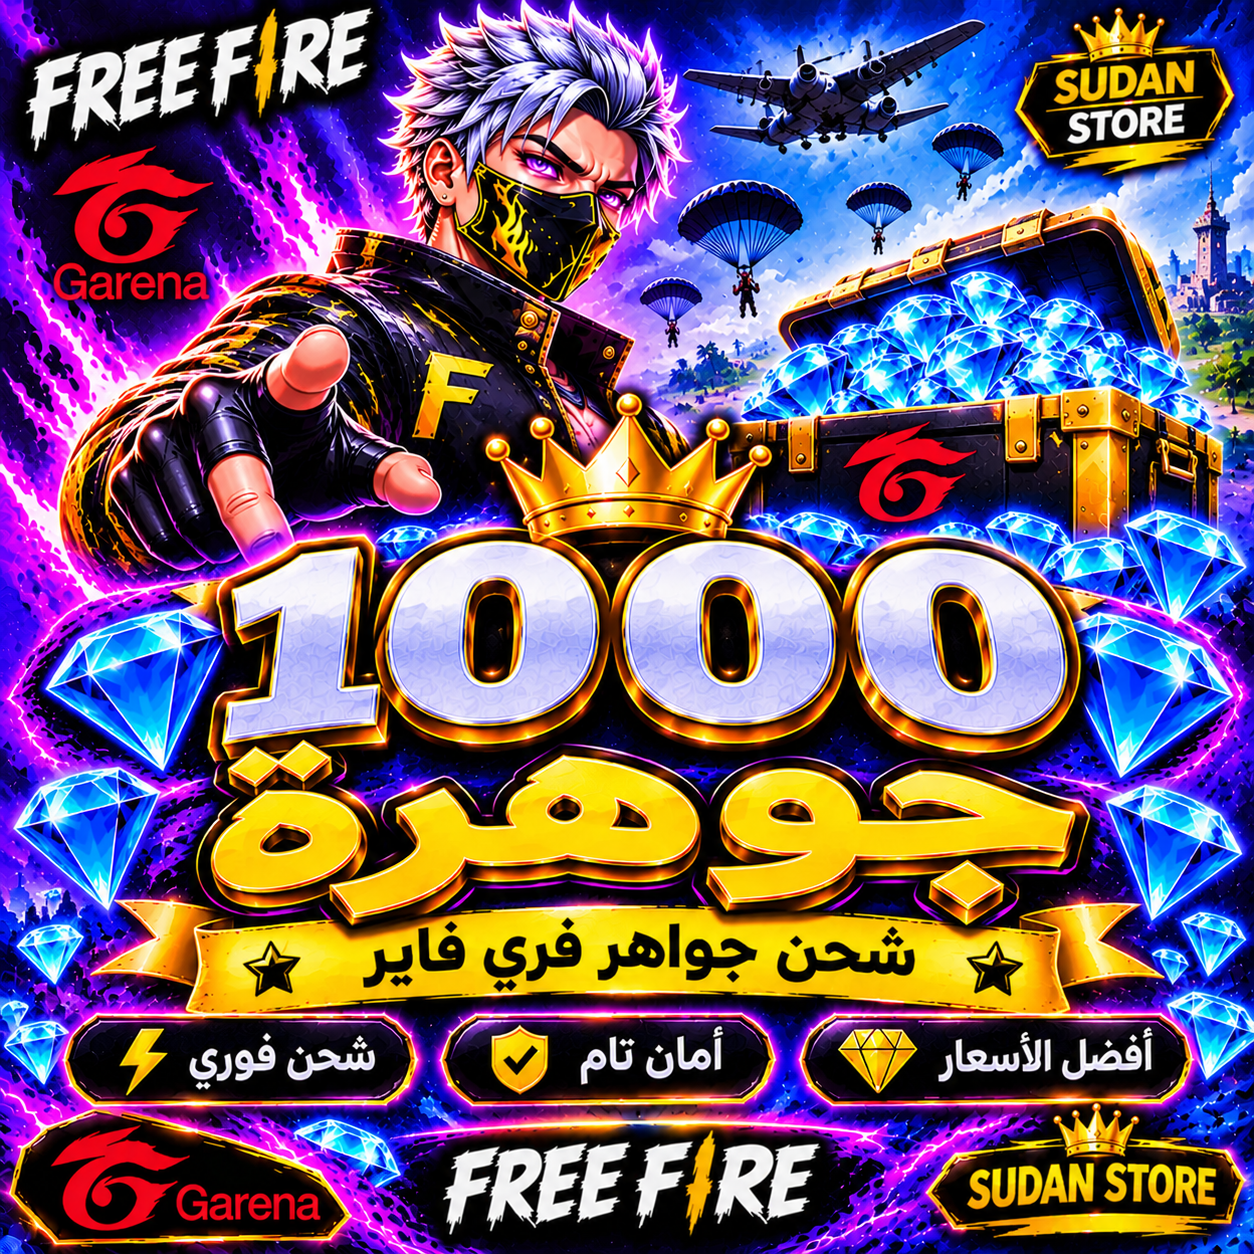 FREE FIRE
SUDAN
STORE
Garena
F
1000
جوهرة
شحن جواهر فري فاير
أفضل الأسعار
أمان تام
شحن فوري
Garena
FREE FIRE
SUDAN STORE